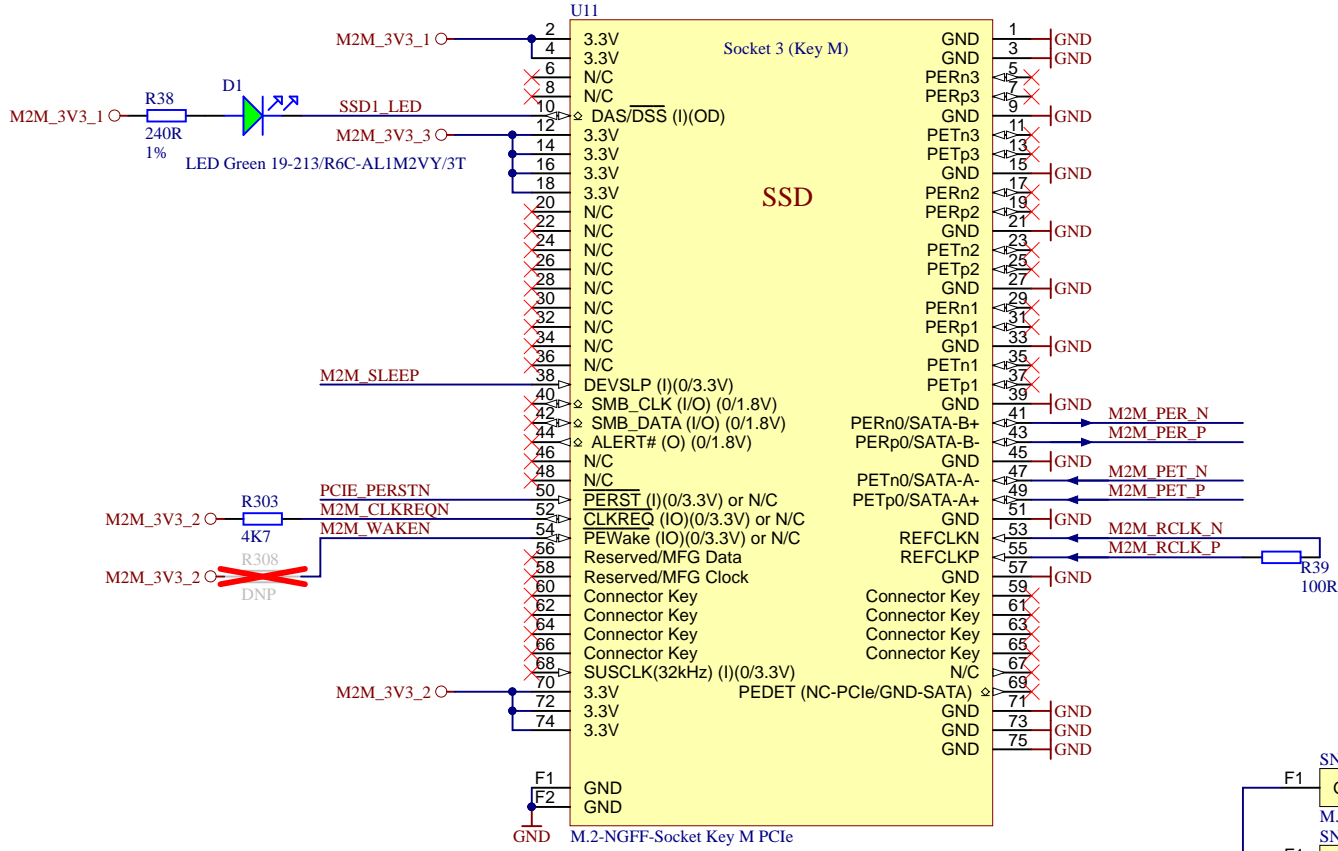 U11
Socket 3 (Key M)
SSD
M2M_3V3_1
2 3.3V
4 3.3V
6 N/C
8 N/C
M2M_3V3_1
R38
240R
1%
D1
LED Green 19-213/R6C-AL1M2VY/3T
SSD1_LED
10 DAS/DSS (I)(OD)
M2M_3V3_3
12 3.3V
14 3.3V
16 3.3V
18 3.3V
20 N/C
22 N/C
24 N/C
26 N/C
28 N/C
30 N/C
32 N/C
34 N/C
36 N/C
M2M_SLEEP
38 DEVSLP (I)(0/3.3V)
40 SMB_CLK (I/O) (0/1.8V)
42 SMB_DATA (I/O) (0/1.8V)
44 ALERT# (O) (0/1.8V)
46 N/C
48 N/C
PCIE_PERSTN
50 PERST (I)(0/3.3V) or N/C
M2M_3V3_2
R303
4K7
M2M_CLKREQN
52 CLKREQ (IO)(0/3.3V) or N/C
M2M_WAKEN
54 PEWake (IO)(0/3.3V) or N/C
M2M_3V3_2
R308
DNP
56 Reserved/MFG Data
58 Reserved/MFG Clock
60 Connector Key
62 Connector Key
64 Connector Key
66 Connector Key
68 SUSCLK(32kHz) (I)(0/3.3V)
M2M_3V3_2
70 3.3V
72 3.3V
74 3.3V
F1 GND
F2 GND
GND
M.2-NGFF-Socket Key M PCIe
GND 1 GND
GND 3 GND
PERn3 5
PERp3 7
GND 9 GND
PETn3 11
PETp3 13
GND 15 GND
PERn2 17
PERp2 19
GND 21 GND
PETn2 23
PETp2 25
GND 27 GND
PERn1 29
PERp1 31
GND 33 GND
PETn1 35
PETp1 37
GND 39 GND
PERn0/SATA-B+ 41 M2M_PER_N
PERp0/SATA-B- 43 M2M_PER_P
GND 45 GND
PETn0/SATA-A- 47 M2M_PET_N
PETp0/SATA-A+ 49 M2M_PET_P
GND 51 GND
REFCLKN 53 M2M_RCLK_N
REFCLKP 55 M2M_RCLK_P
R39
100R
GND 57 GND
Connector Key 59
Connector Key 61
Connector Key 63
Connector Key 65
N/C 67
PEDET (NC-PCIe/GND-SATA) 69
GND 71 GND
GND 73 GND
GND 75 GND
F1